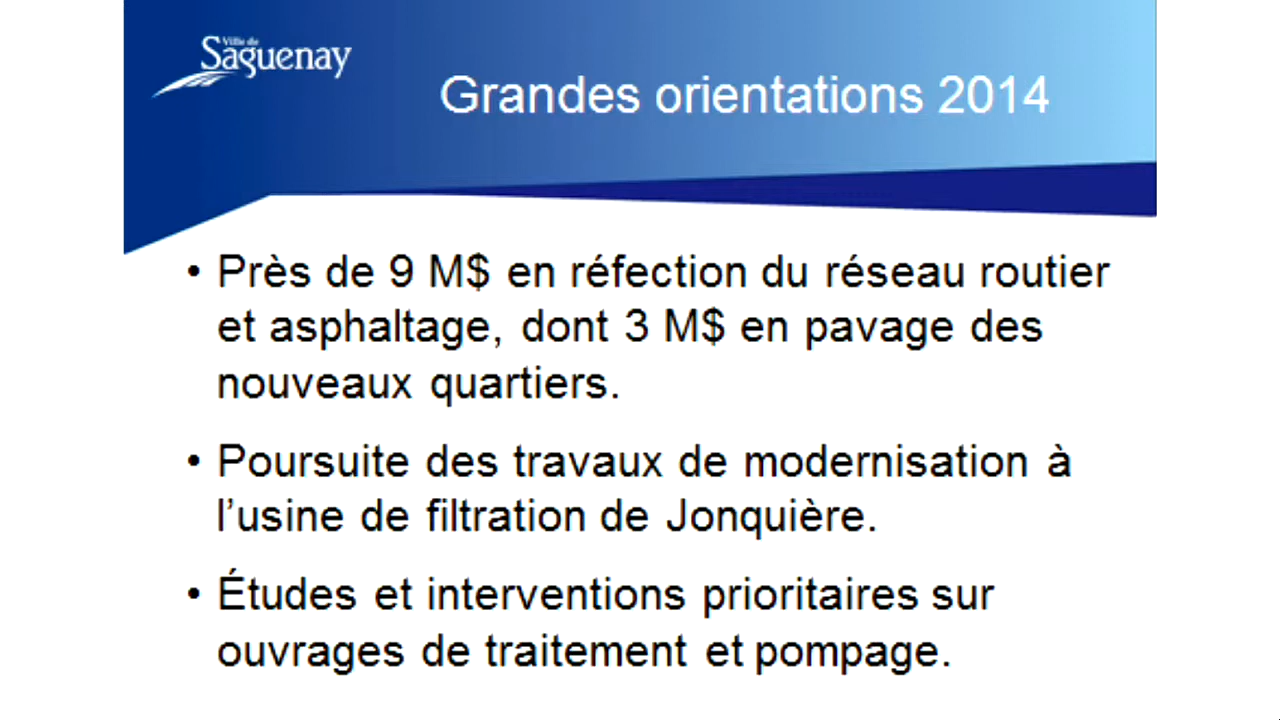 Ville de
Saguenay
Grandes orientations 2014
• Près de 9 M$ en réfection du réseau routier
et asphaltage, dont 3 M$ en pavage des
nouveaux quartiers.
• Poursuite des travaux de modernisation à
l’usine de filtration de Jonquière.
• Études et interventions prioritaires sur
ouvrages de traitement et pompage.